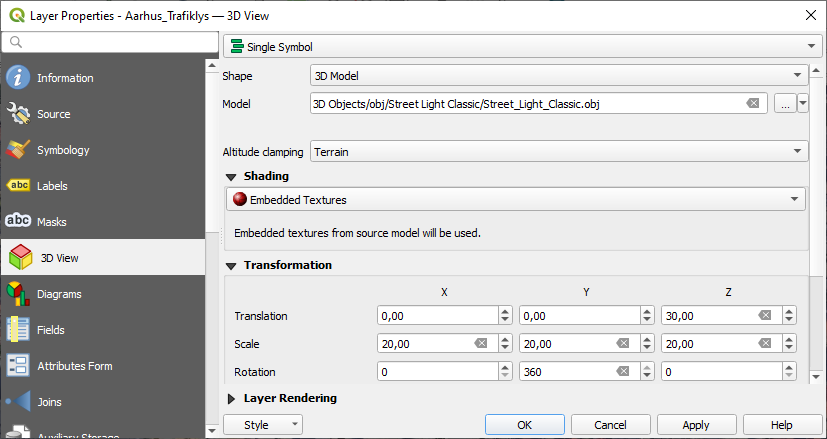 Layer Properties - Aarhus_Trafiklys — 3D View
Single Symbol
Information
Source
Symbology
abc Labels
abc Masks
3D View
Diagrams
Fields
Attributes Form
Joins
Auxiliary Storage
Shape 3D Model
Model 3D Objects/obj/Street Light Classic/Street_Light_Classic.obj ...
Altitude clamping Terrain
Shading
Embedded Textures
Embedded textures from source model will be used.
Transformation
X Y Z
Translation 0,00 0,00 30,00
Scale 20,00 20,00 20,00
Rotation 0 360 0
Layer Rendering
Style OK Cancel Apply Help